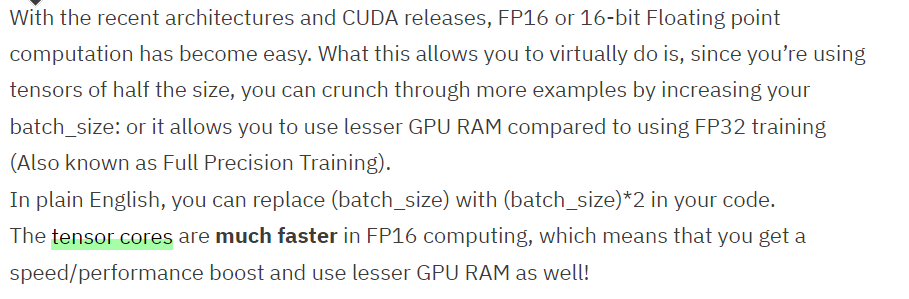 With the recent architectures and CUDA releases, FP16 or 16-bit Floating point
computation has become easy. What this allows you to virtually do is, since you’re using
tensors of half the size, you can crunch through more examples by increasing your
batch_size: or it allows you to use lesser GPU RAM compared to using FP32 training
(Also known as Full Precision Training).
In plain English, you can replace (batch_size) with (batch_size)*2 in your code.
The tensor cores are much faster in FP16 computing, which means that you get a
speed/performance boost and use lesser GPU RAM as well!